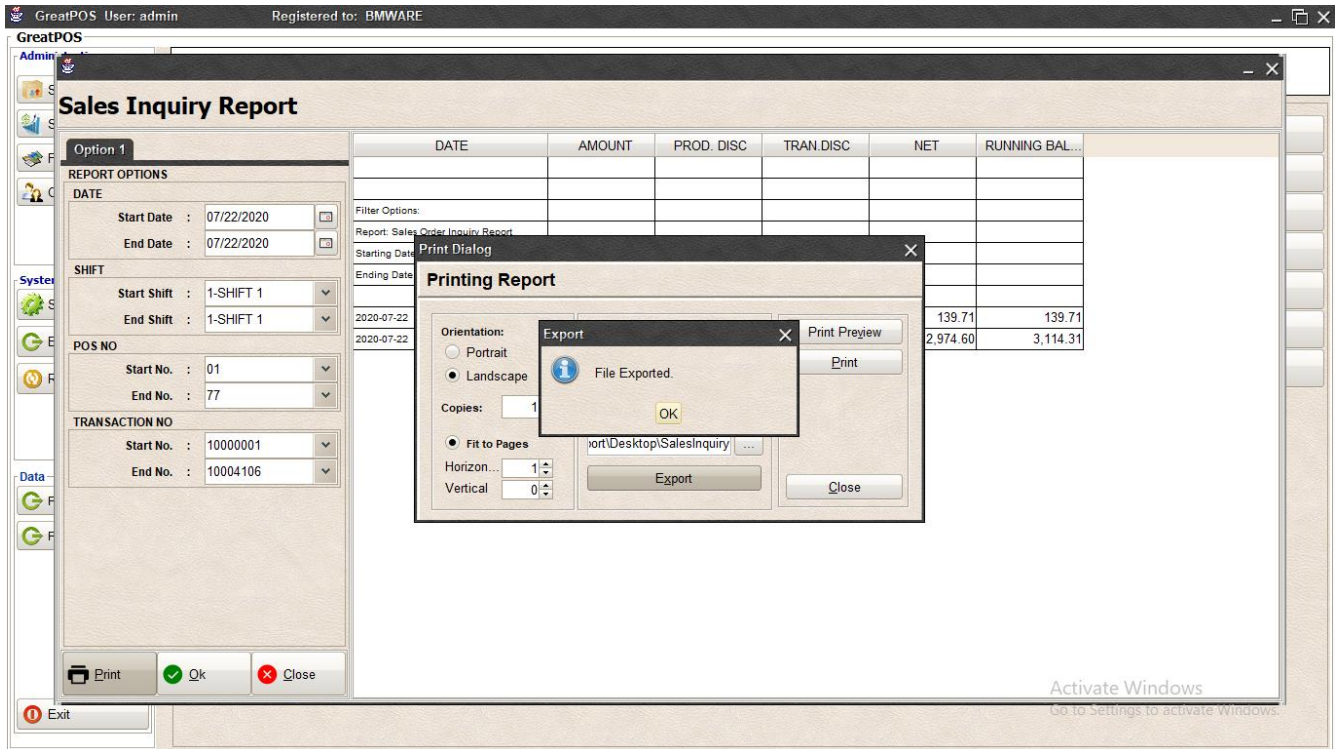 GreatPOS User: admin Registered to: BMWARE
GreatPOS
Sales Inquiry Report
Option 1
REPORT OPTIONS
DATE
Start Date : 07/22/2020
End Date : 07/22/2020
SHIFT
Start Shift : 1-SHIFT 1
End Shift : 1-SHIFT 1
POS NO
Start No. : 01
End No. : 77
TRANSACTION NO
Start No. : 10000001
End No. : 10004106
Print Ok Close
DATE AMOUNT PROD. DISC TRAN.DISC NET RUNNING BAL...
Filter Options:
Report: Sales Order Inquiry Report
Starting Date
Ending Date
2020-07-22 139.71 139.71
2020-07-22 2,974.60 3,114.31
Print Dialog
Printing Report
Orientation:
Portrait
Landscape
Copies: 1
Fit to Pages
Horizon... 1
Vertical 0
Export
File Exported.
OK
\Desktop\SalesInquiry ...
Export
Print Preview
Print
Close
Data
Exit
Activate Windows
Go to Settings to activate Windows.